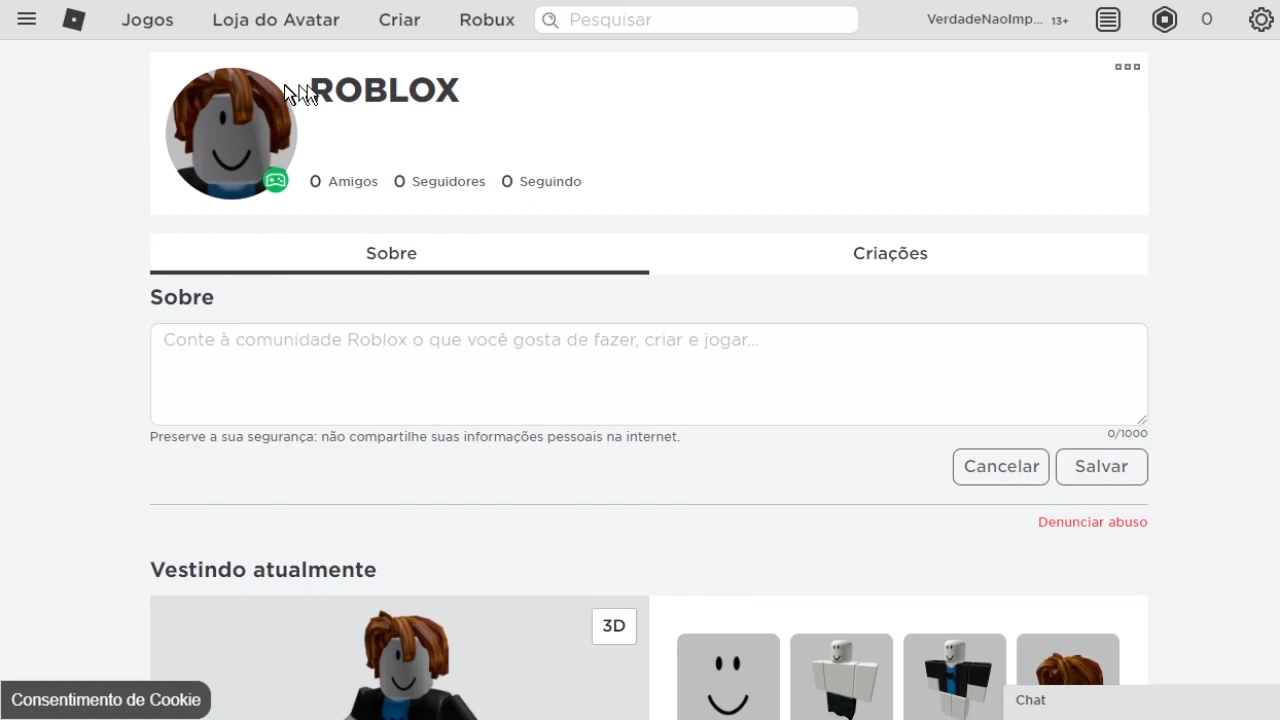 Jogos Loja do Avatar Criar Robux Pesquisar VerdadeNaoImp... 13+ 0
ROBLOX
0 Amigos 0 Seguidores 0 Seguindo
Sobre Criações
Sobre
Conte à comunidade Roblox o que você gosta de fazer, criar e jogar...
Preserve a sua segurança: não compartilhe suas informações pessoais na internet. 0/1000
Cancelar Salvar
Denunciar abuso
Vestindo atualmente
3D
Consentimento de Cookie Chat